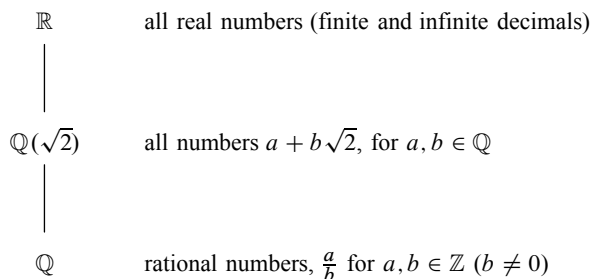 ℝ all real numbers (finite and infinite decimals)
ℚ(√2) all numbers a + b√2, for a, b ∈ ℚ
ℚ rational numbers, a/b for a, b ∈ ℤ (b ≠ 0)